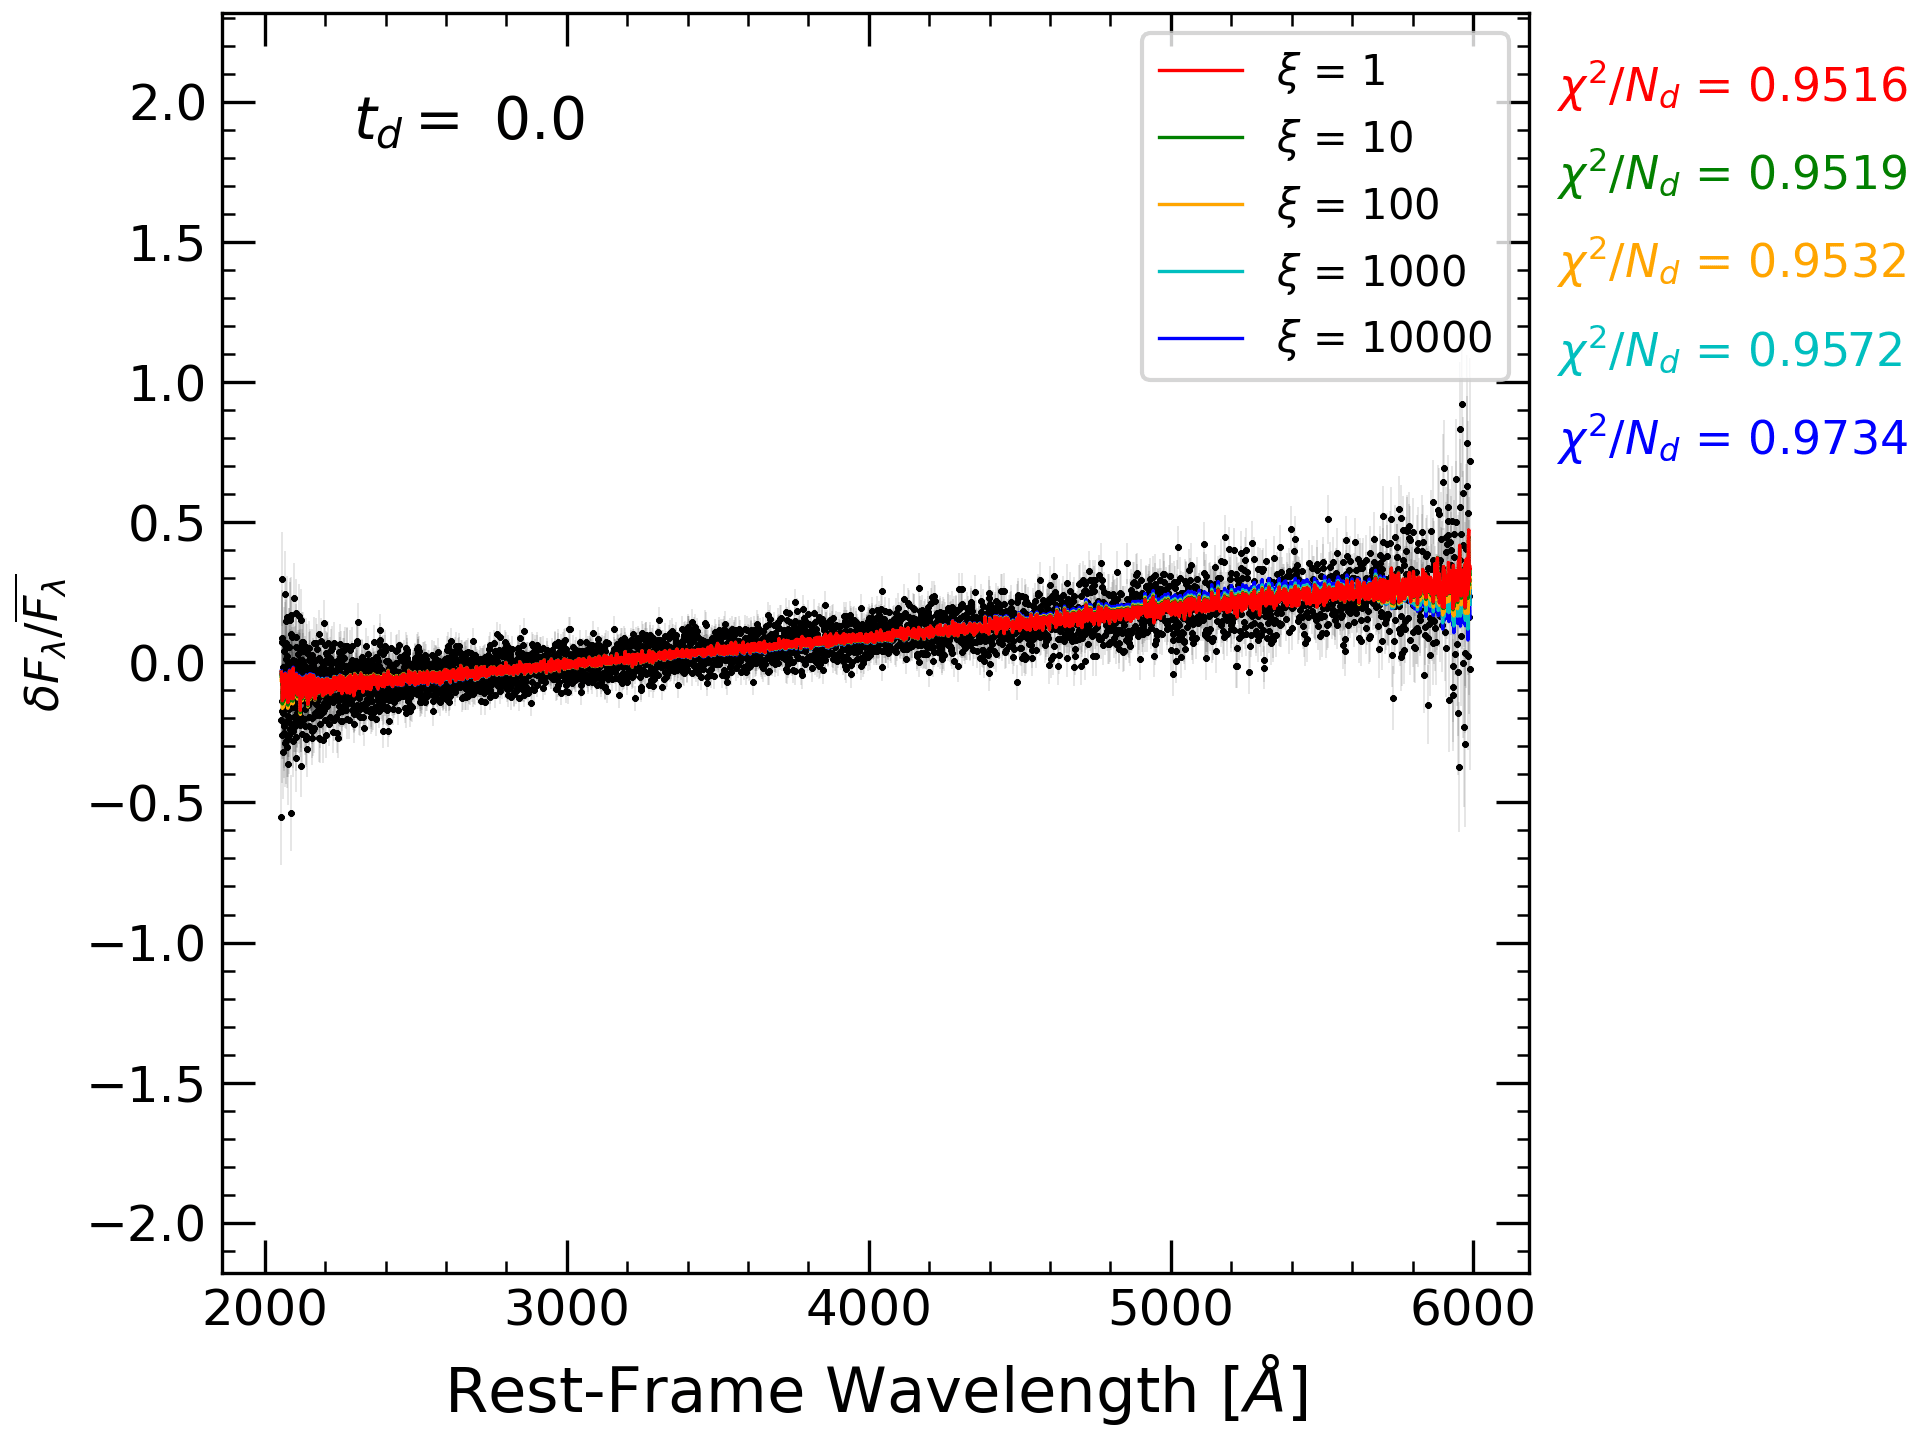 t_d = 0.0
ξ = 1
ξ = 10
ξ = 100
ξ = 1000
ξ = 10000
χ²/N_d = 0.9516
χ²/N_d = 0.9519
χ²/N_d = 0.9532
χ²/N_d = 0.9572
χ²/N_d = 0.9734
δF_λ/F̅_λ
2.0
1.5
1.0
0.5
0.0
−0.5
−1.0
−1.5
−2.0
2000 3000 4000 5000 6000
Rest-Frame Wavelength [Å]